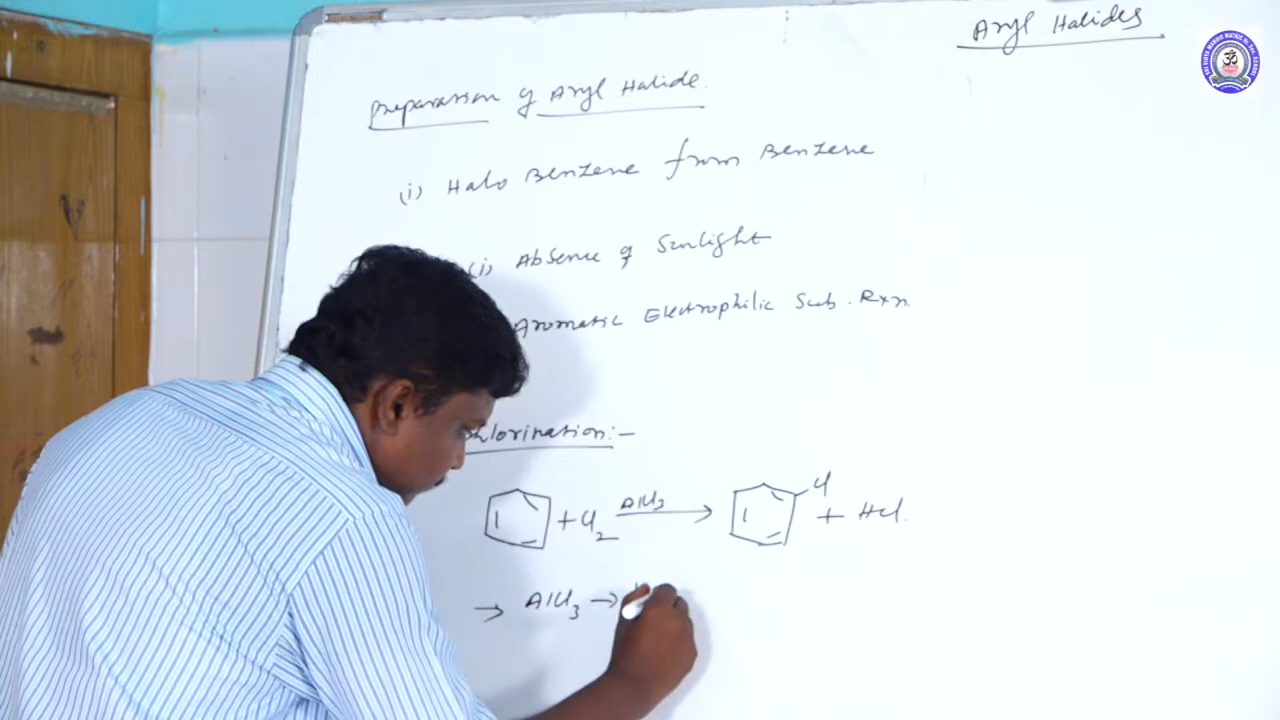 Aryl Halides
Preparation of Aryl Halide.
(i) Halo Benzene from Benzene
(i) Absence of Sunlight
Aromatic Electrophilic Sub. Rxn.
Chlorination:-
+ Cl2 AlCl3 → Cl + HCl.
→ AlCl3 →